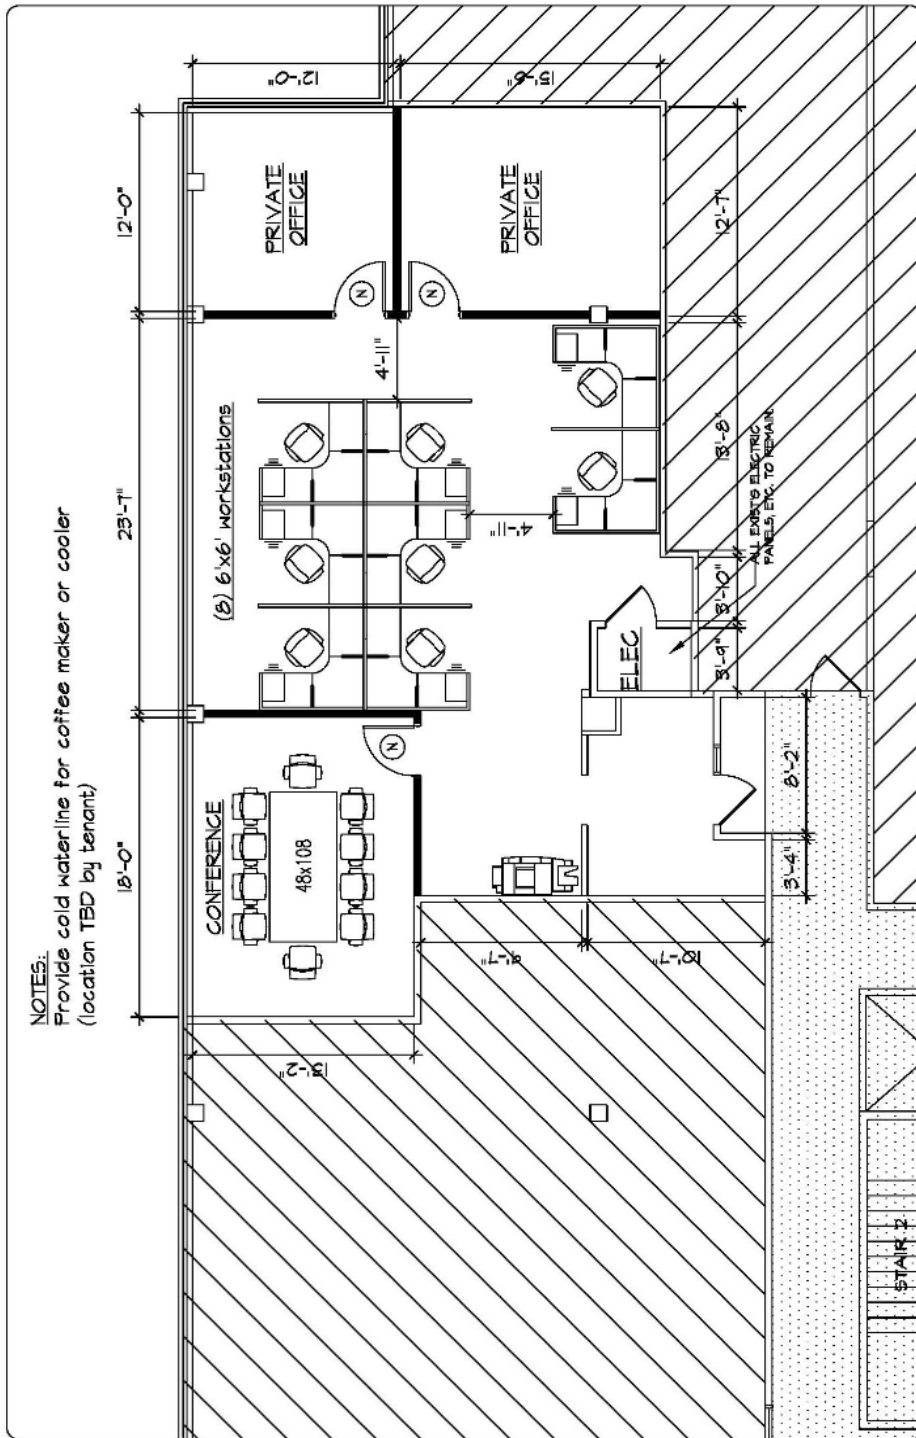 NOTES:
Provide cold waterline for coffee maker or cooler
(location TBD by tenant)
18'-0"
23'-7"
12'-0"
CONFERENCE
48x108
N
(8) 6'x6' workstations
PRIVATE
OFFICE
N
12'-0"
PRIVATE
OFFICE
N
15'-6"
4'-11"
4'-11"
13'-2"
9'-7"
10'-7"
ELEC
3'-4"
8'-2"
3'-9"
3'-10"
13'-8"
12'-7"
ALL EXIST'G ELECTRIC
PANELS, ETC. TO REMAIN.
STAIR 2